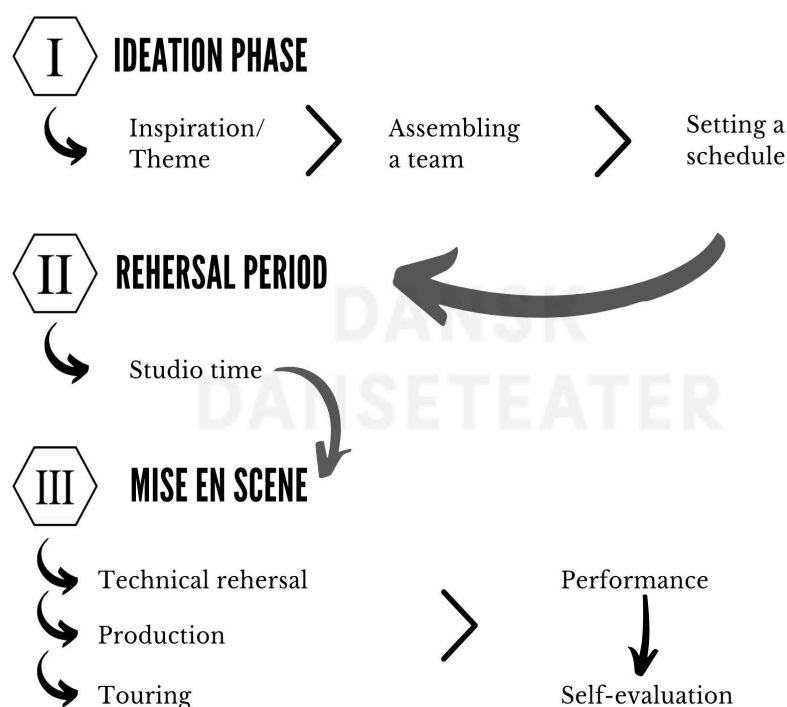 I
IDEATION PHASE
Inspiration/
Theme
Assembling
a team
Setting a
schedule
II
REHERSAL PERIOD
DANSK
Studio time
DANSETEATER
III
MISE EN SCENE
Technical rehersal
Performance
Production
Touring
Self-evaluation